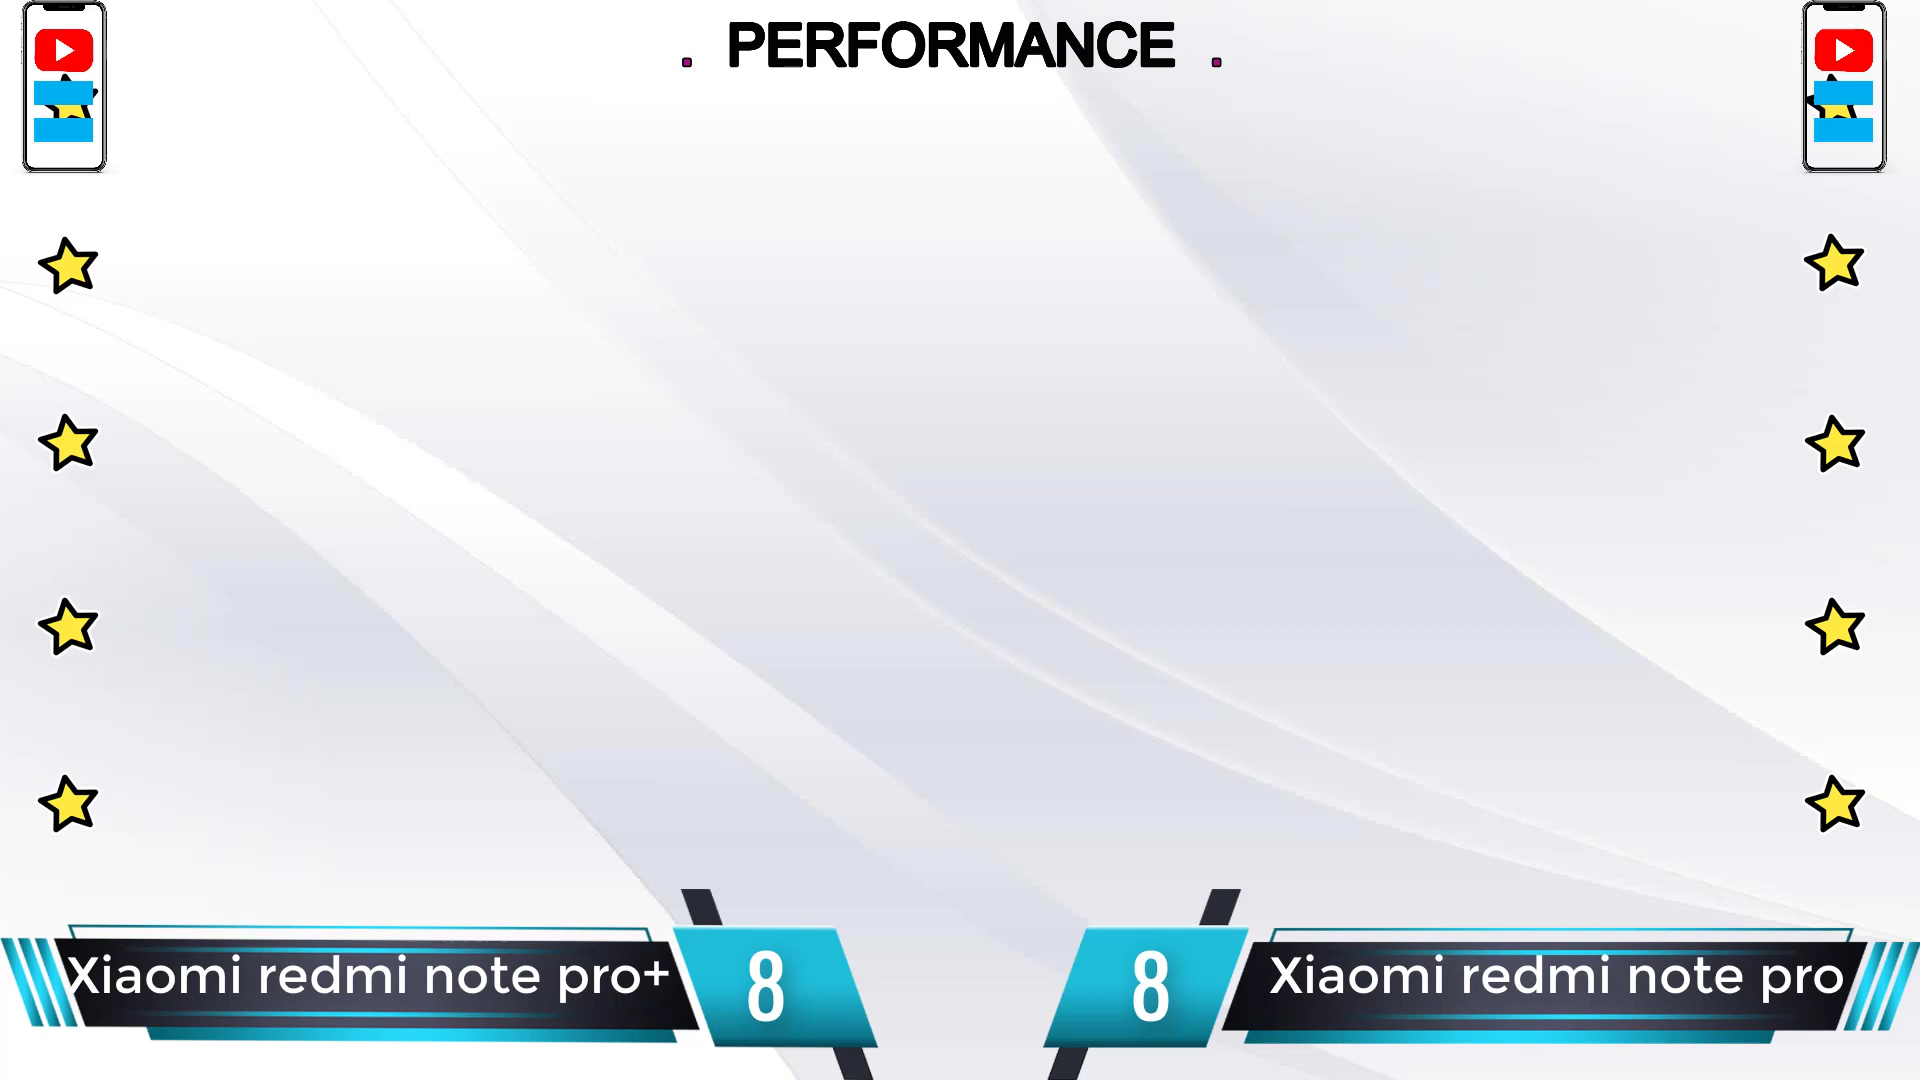 . PERFORMANCE .
Xiaomi redmi note pro+
8
8
Xiaomi redmi note pro